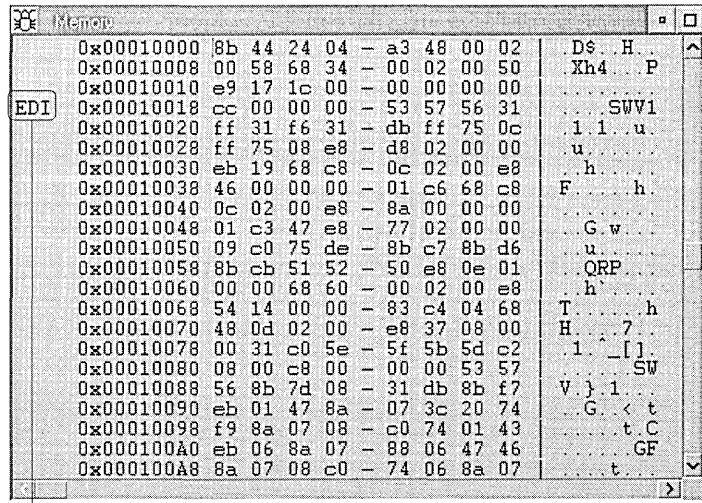 Memory
0x00010000 8b 44 24 04 – a3 48 00 02 | .D$..H..
0x00010008 00 58 68 34 – 00 02 00 50 | .Xh4...P
0x00010010 e9 17 1c 00 – 00 00 00 00 | ........
EDI
0x00010018 cc 00 00 00 – 53 57 56 31 | ....SWV1
0x00010020 ff 31 f6 31 – db ff 75 0c | .1.1..u.
0x00010028 ff 75 08 e8 – d8 02 00 00 | .u......
0x00010030 eb 19 68 c8 – 0c 02 00 e8 | ..h.....
0x00010038 46 00 00 00 – 01 c6 68 c8 | F.....h.
0x00010040 0c 02 00 e8 – 8a 00 00 00 | ........
0x00010048 01 c3 47 e8 – 77 02 00 00 | ..G.w...
0x00010050 09 c0 75 de – 8b c7 8b d6 | ..u.....
0x00010058 8b cb 51 52 – 50 e8 0e 01 | ..QRP...
0x00010060 00 00 68 60 – 00 02 00 e8 | ..h`....
0x00010068 54 14 00 00 – 83 c4 04 68 | T......h
0x00010070 48 0d 02 00 – e8 37 08 00 | H....7..
0x00010078 00 31 c0 5e – 5f 5b 5d c2 | .1.^_[].
0x00010080 08 00 c8 00 – 00 00 53 57 | ......SW
0x00010088 56 8b 7d 08 – 31 db 8b f7 | V.}.1...
0x00010090 eb 01 47 8a – 07 3c 20 74 | ..G..< t
0x00010098 f9 8a 07 08 – c0 74 01 43 | .....t.C
0x000100A0 eb 06 8a 07 – 88 06 47 46 | ......GF
0x000100A8 8a 07 08 c0 – 74 06 8a 07 | ....t...